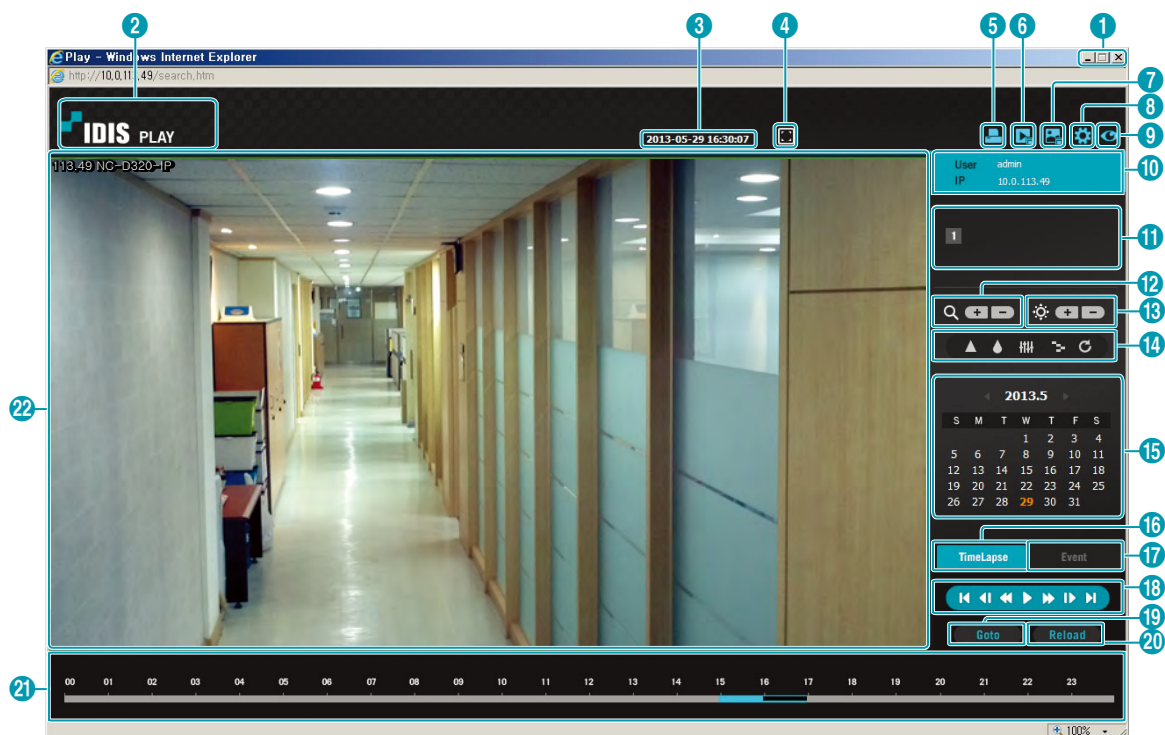 2 3 4 5 6 1
Play - Windows Internet Explorer
http://10.0.113.49/search.htm
7
8
IDIS PLAY
2013-05-29 16:30:07
9
113.49 NC-D320-IP
User admin
IP 10.0.113.49
10
1
11
12
13
14
22
2013.5
S M T W T F S
1 2 3 4
5 6 7 8 9 10 11
12 13 14 15 16 17 18
19 20 21 22 23 24 25
26 27 28 29 30 31
15
16
TimeLapse Event
17
18
19
Goto Reload
20
21
00 01 02 03 04 05 06 07 08 09 10 11 12 13 14 15 16 17 18 19 20 21 22 23
100%